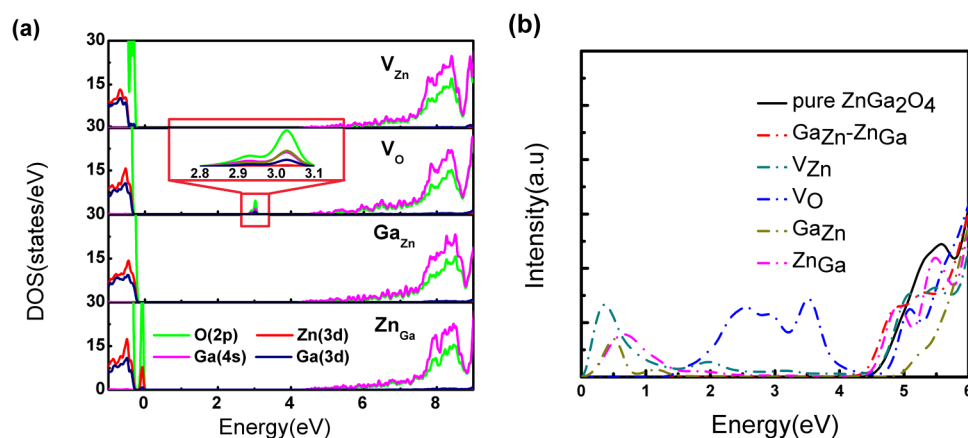 (a)
DOS(states/eV)
30
15
30
15
30
15
30
15
0
V_Zn
V_O
2.8 2.9 3.0 3.1
Ga_Zn
Zn_Ga
O(2p) Zn(3d)
Ga(4s) Ga(3d)
0 2 4 6 8
Energy(eV)
(b)
Intensity(a.u)
pure ZnGa₂O₄
Ga_Zn-Zn_Ga
V_Zn
V_O
Ga_Zn
Zn_Ga
0 1 2 3 4 5 6
Energy(eV)